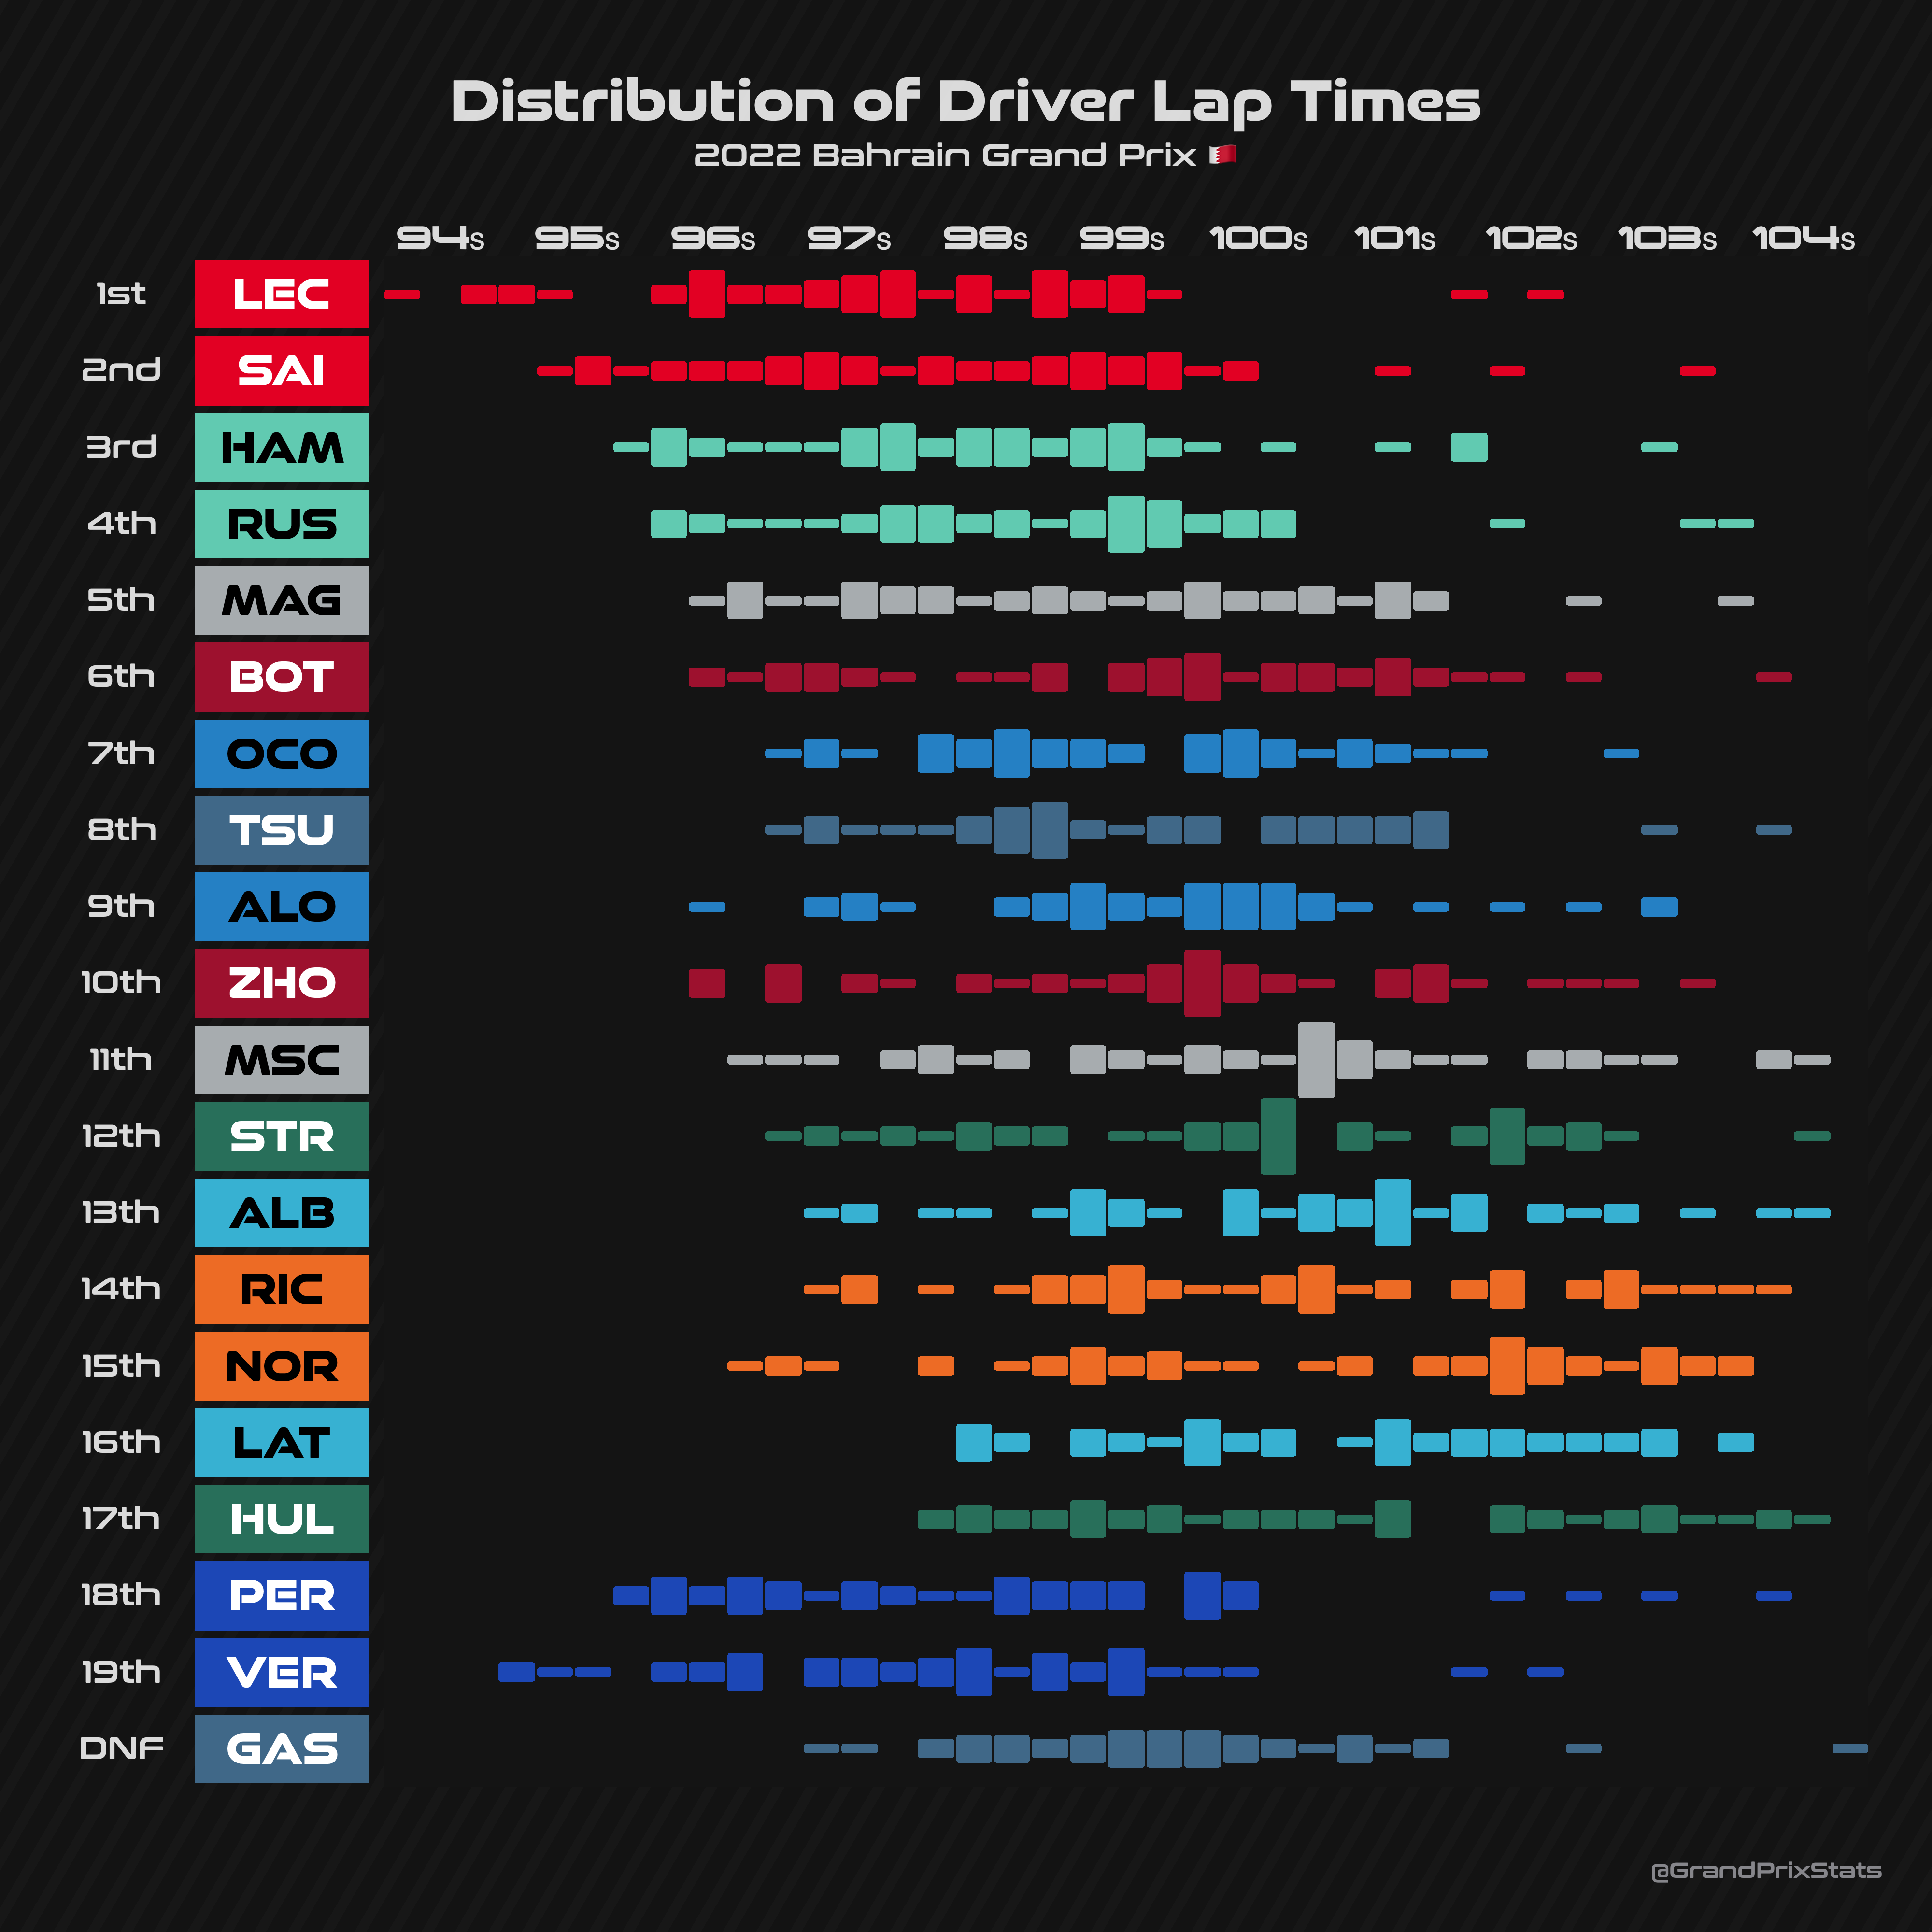 Distribution of Driver Lap Times
2022 Bahrain Grand Prix
94s 95s 96s 97s 98s 99s 100s 101s 102s 103s 104s
1st LEC
2nd SAI
3rd HAM
4th RUS
5th MAG
6th BOT
7th OCO
8th TSU
9th ALO
10th ZHO
11th MSC
12th STR
13th ALB
14th RIC
15th NOR
16th LAT
17th HUL
18th PER
19th VER
DNF GAS
@GrandPrixStats